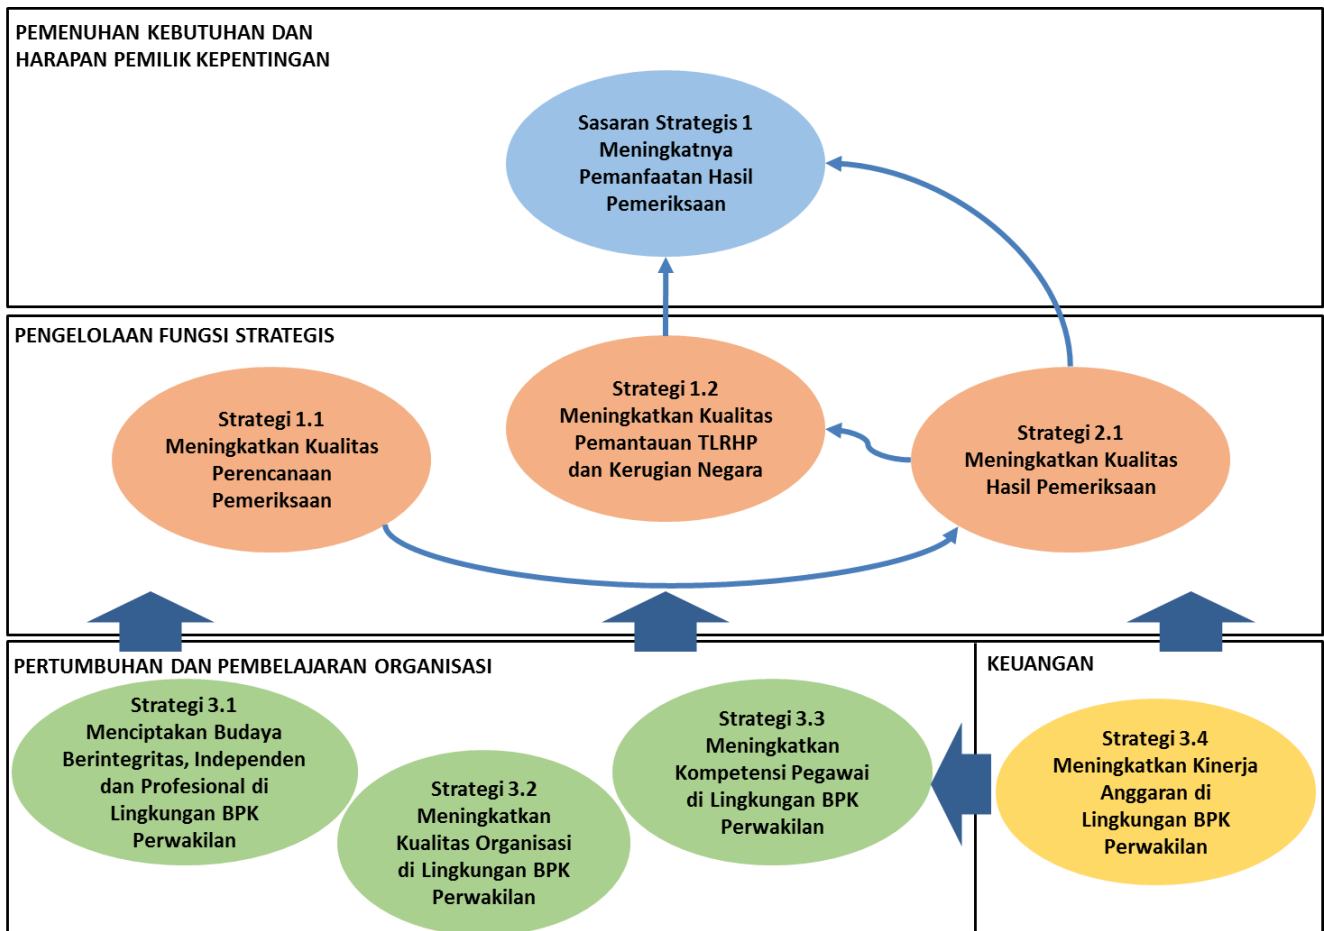 PEMENUHAN KEBUTUHAN DAN
HARAPAN PEMILIK KEPENTINGAN
Sasaran Strategis 1
Meningkatnya
Pemanfaatan Hasil
Pemeriksaan
PENGELOLAAN FUNGSI STRATEGIS
Strategi 1.1
Meningkatkan Kualitas
Perencanaan
Pemeriksaan
Strategi 1.2
Meningkatkan Kualitas
Pemantauan TLRHP
dan Kerugian Negara
Strategi 2.1
Meningkatkan Kualitas
Hasil Pemeriksaan
PERTUMBUHAN DAN PEMBELAJARAN ORGANISASI
Strategi 3.1
Menciptakan Budaya
Berintegritas, Independen
dan Profesional di
Lingkungan BPK
Perwakilan
Strategi 3.2
Meningkatkan
Kualitas Organisasi
di Lingkungan BPK
Perwakilan
Strategi 3.3
Meningkatkan
Kompetensi Pegawai
di Lingkungan BPK
Perwakilan
KEUANGAN
Strategi 3.4
Meningkatkan Kinerja
Anggaran di
Lingkungan BPK
Perwakilan